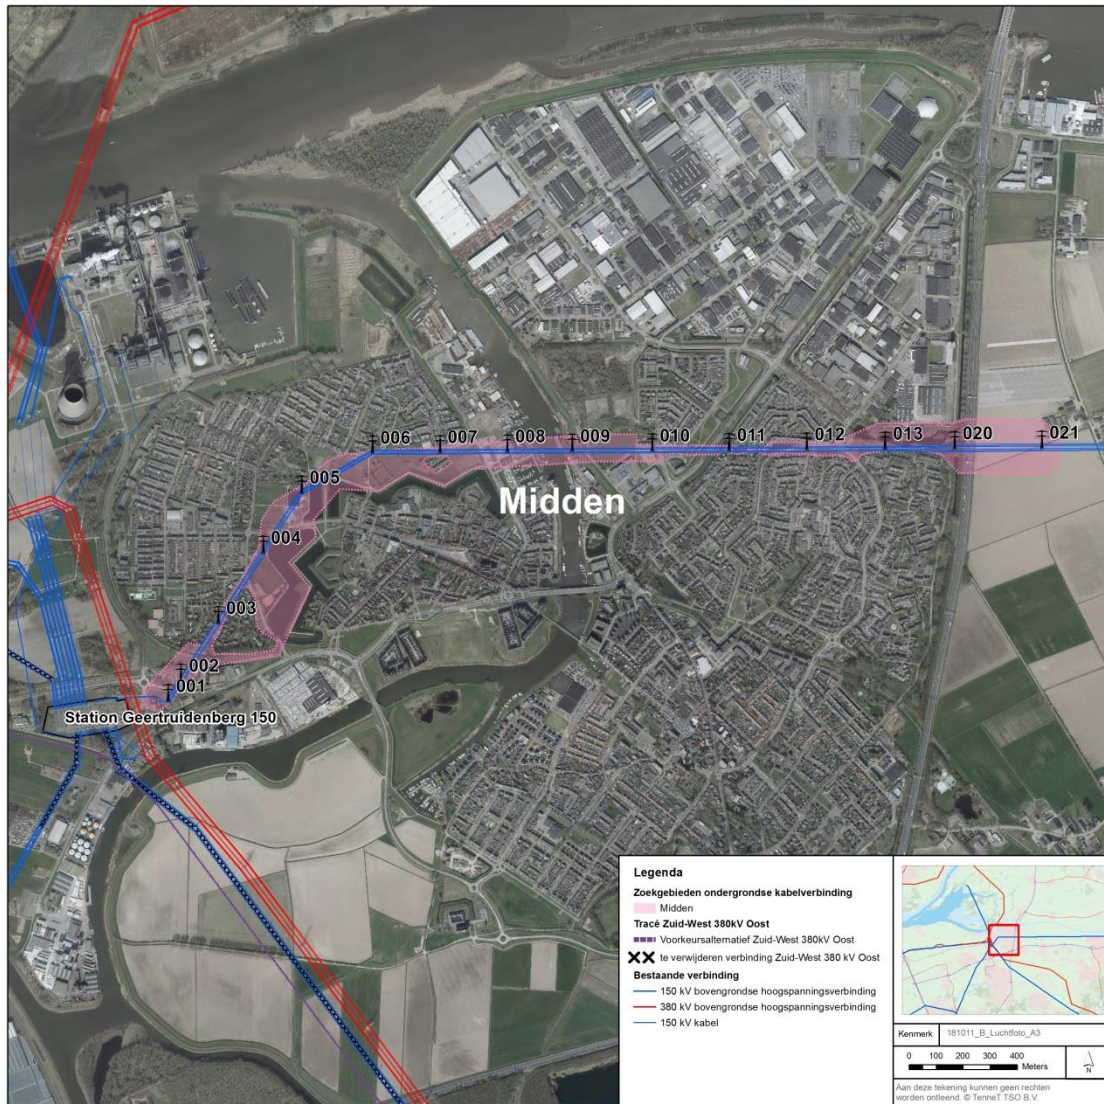 006
007
008
009
010
011
012
013
020
021
005
Midden
004
003
002
001
Station Geertruidenberg 150
Legenda
Zoekgebieden ondergrondse kabelverbinding
Midden
Tracé Zuid-West 380kV Oost
Voorkeursalternatief Zuid-West 380kV Oost
te verwijderen verbinding Zuid-West 380 kV Oost
Bestaande verbinding
150 kV bovengrondse hoogspanningsverbinding
380 kV bovengrondse hoogspanningsverbinding
150 kV kabel
Kenmerk 181011_B_Luchtfoto_A3
0 100 200 300 400
Meters
N
Aan deze tekening kunnen geen rechten
worden ontleend. © TenneT TSO B.V.